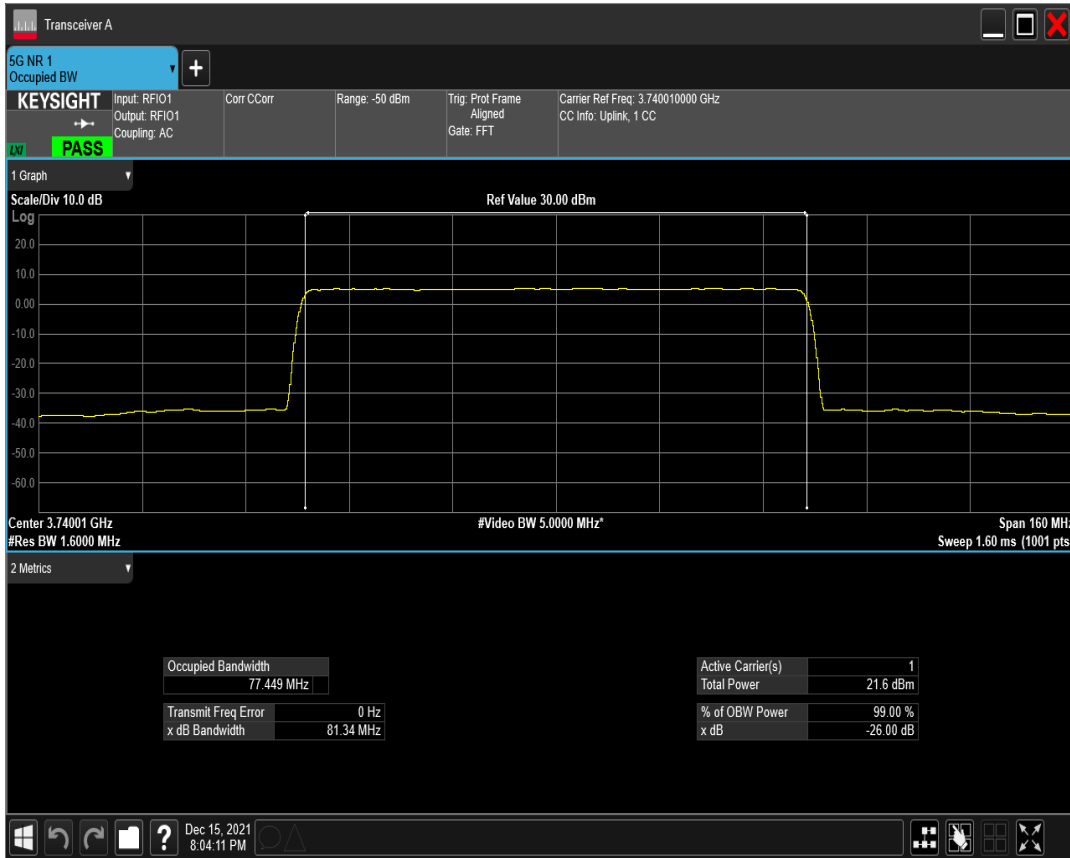 Transceiver A
5G NR 1
Occupied BW
KEYSIGHT
LXI
PASS
Input: RFIO1
Output: RFIO1
Coupling: AC
Corr CCorr
Range: -50 dBm
Trig: Prot Frame
Aligned
Gate: FFT
Carrier Ref Freq: 3.740010000 GHz
CC Info: Uplink, 1 CC
1 Graph
Scale/Div 10.0 dB
Ref Value 30.00 dBm
Log
20.0
10.0
0.00
-10.0
-20.0
-30.0
-40.0
-50.0
-60.0
Center 3.74001 GHz
#Video BW 5.0000 MHz*
Span 160 MHz
#Res BW 1.6000 MHz
Sweep 1.60 ms (1001 pts
2 Metrics
Occupied Bandwidth
77.449 MHz
Transmit Freq Error 0 Hz
x dB Bandwidth 81.34 MHz
Active Carrier(s) 1
Total Power 21.6 dBm
% of OBW Power 99.00 %
x dB -26.00 dB
Dec 15, 2021
8:04:11 PM